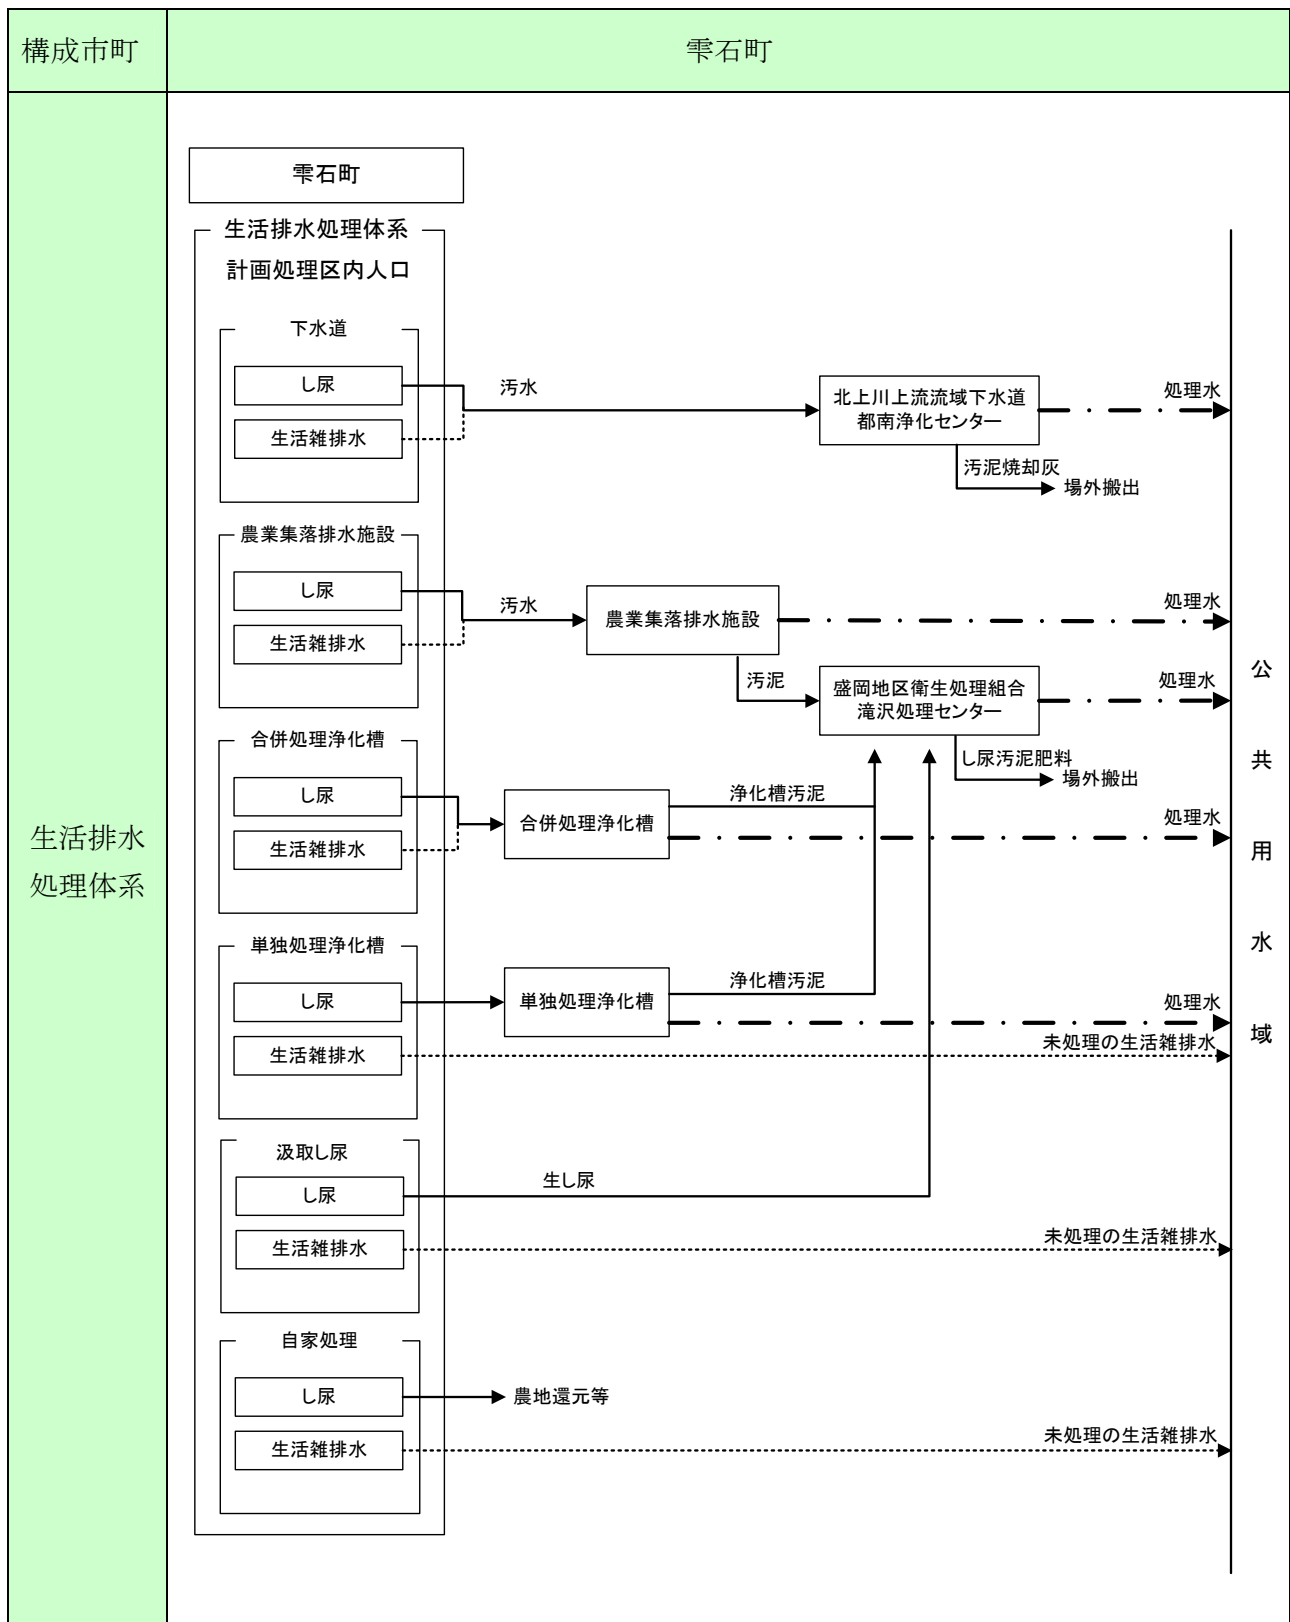 構成市町
雫石町
生活排水
処理体系
雫石町
生活排水処理体系
計画処理区内人口
下水道
し尿
生活雑排水
汚水
北上川上流流域下水道
都南浄化センター
処理水
汚泥焼却灰
場外搬出
農業集落排水施設
し尿
生活雑排水
汚水
農業集落排水施設
処理水
汚泥
盛岡地区衛生処理組合
滝沢処理センター
処理水
し尿汚泥肥料
場外搬出
合併処理浄化槽
し尿
生活雑排水
合併処理浄化槽
浄化槽汚泥
処理水
単独処理浄化槽
し尿
生活雑排水
単独処理浄化槽
浄化槽汚泥
処理水
未処理の生活雑排水
汲取し尿
し尿
生活雑排水
生し尿
未処理の生活雑排水
自家処理
し尿
生活雑排水
農地還元等
未処理の生活雑排水
公共用水域